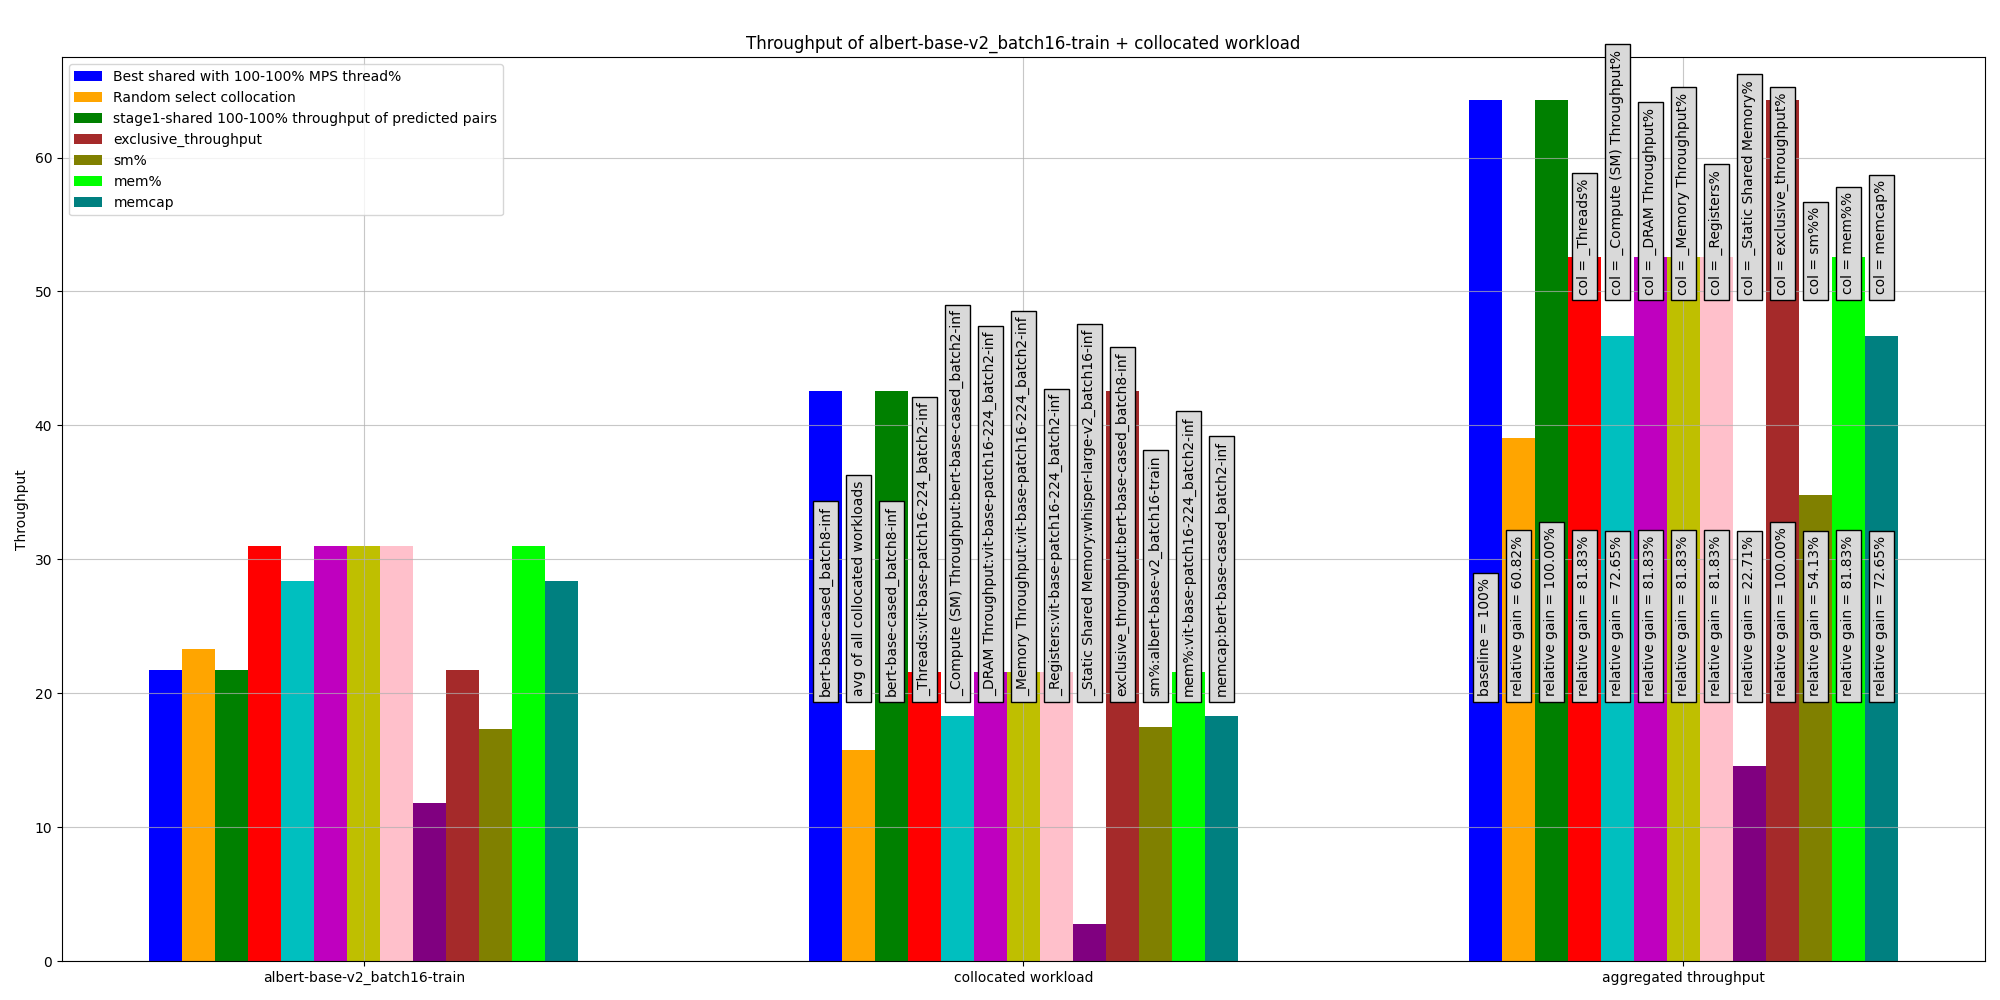 Throughput of albert-base-v2_batch16-train + collocated workload
Best shared with 100-100% MPS thread%
Random select collocation
stage1-shared 100-100% throughput of predicted pairs
exclusive_throughput
sm%
mem%
memcap
Throughput
60
50
40
30
20
10
0
bert-base-cased_batch8-inf
avg of all collocated workloads
bert-base-cased_batch8-inf
_Threads:vit-base-patch16-224_batch2-inf
_Compute (SM) Throughput:bert-base-cased_batch2-inf
_DRAM Throughput:vit-base-patch16-224_batch2-inf
_Memory Throughput:vit-base-patch16-224_batch2-inf
_Registers:vit-base-patch16-224_batch2-inf
_Static Shared Memory:whisper-large-v2_batch16-inf
exclusive_throughput:bert-base-cased_batch8-inf
sm%:albert-base-v2_batch16-train
mem%:vit-base-patch16-224_batch2-inf
memcap:bert-base-cased_batch2-inf
col = _Threads%
col = _Compute (SM) Throughput%
col = _DRAM Throughput%
col = _Memory Throughput%
col = _Registers%
col = _Static Shared Memory%
col = exclusive_throughput%
col = sm%%
col = mem%%
col = memcap%
baseline = 100%
relative gain = 60.82%
relative gain = 100.00%
relative gain = 81.83%
relative gain = 72.65%
relative gain = 81.83%
relative gain = 81.83%
relative gain = 81.83%
relative gain = 22.71%
relative gain = 100.00%
relative gain = 54.13%
relative gain = 81.83%
relative gain = 72.65%
albert-base-v2_batch16-train
collocated workload
aggregated throughput